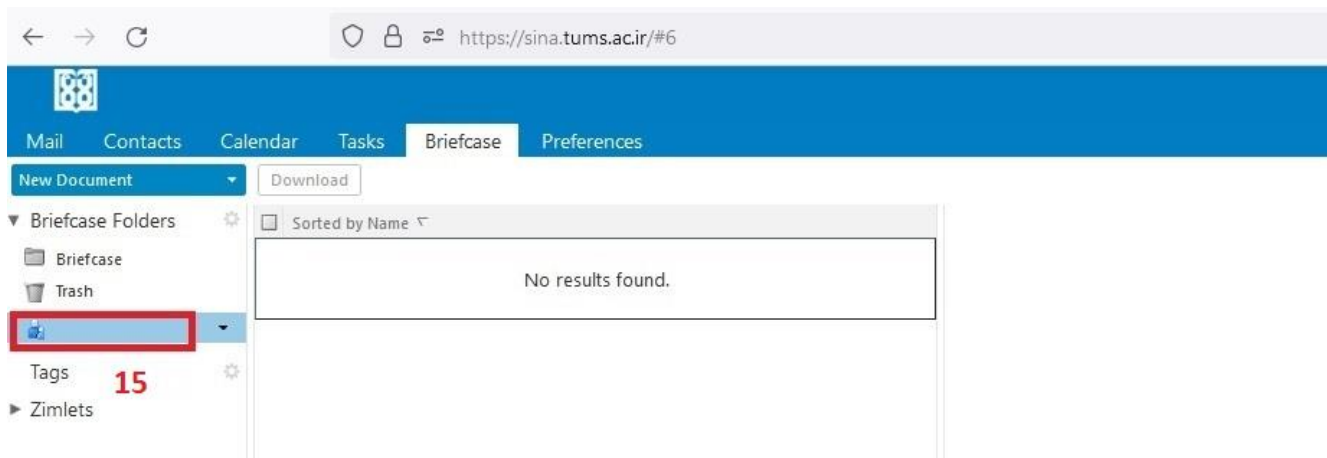 https://sina.tums.ac.ir/#6
Mail Contacts Calendar Tasks Briefcase Preferences
New Document Download
Briefcase Folders Sorted by Name
Briefcase
No results found.
Trash
Tags
15
Zimlets